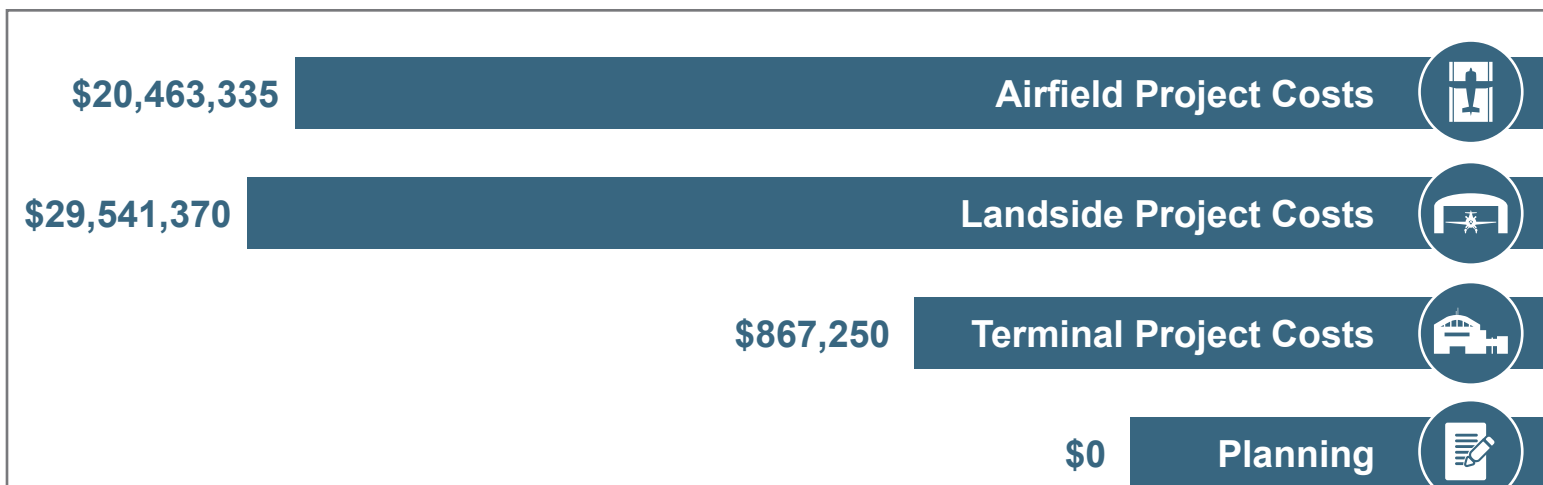 $20,463,335 Airfield Project Costs
$29,541,370 Landside Project Costs
$867,250 Terminal Project Costs
$0 Planning